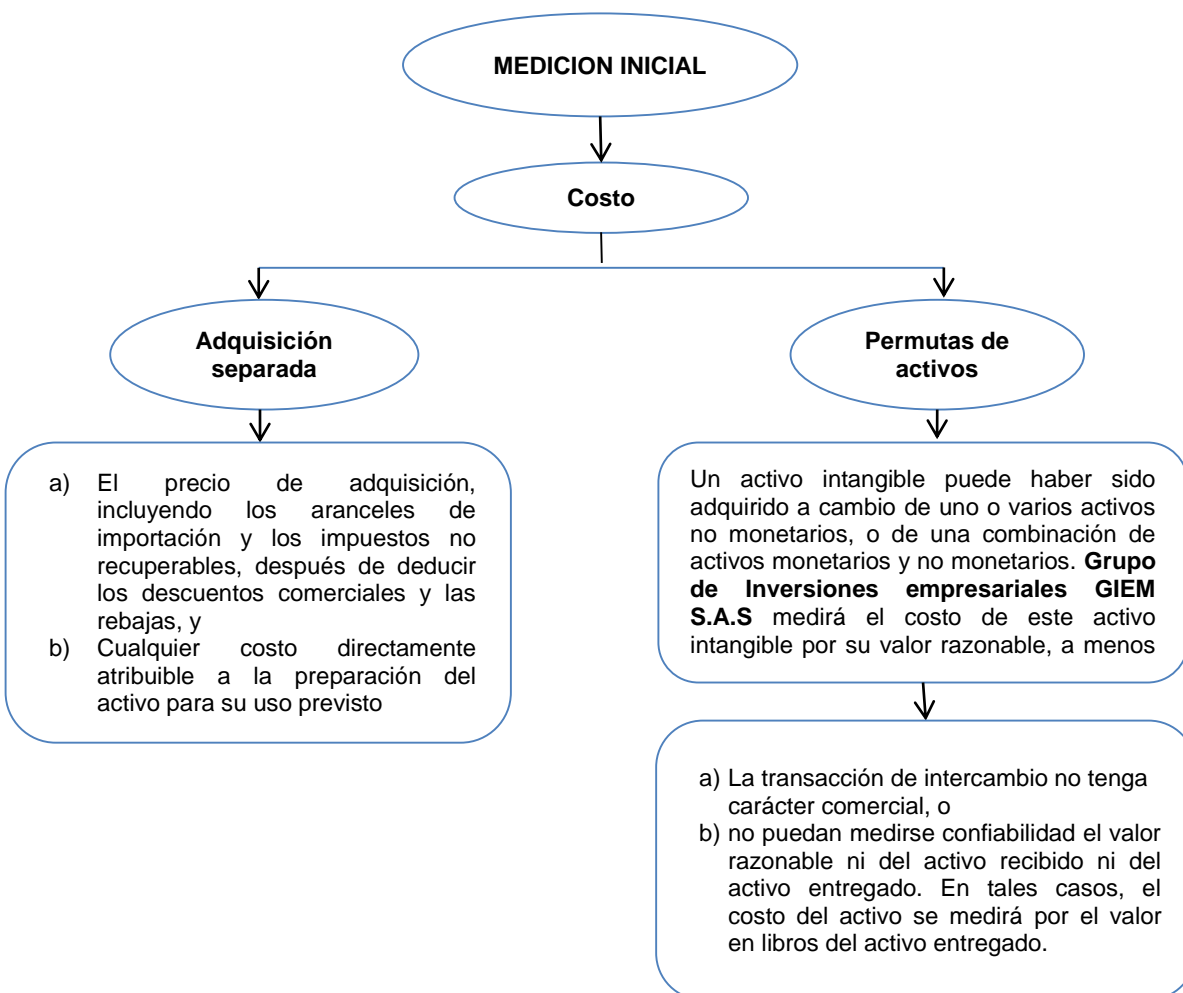 MEDICION INICIAL
Costo
Adquisición
separada
a) El precio de adquisición,
incluyendo los aranceles de
importación y los impuestos no
recuperables, después de deducir
los descuentos comerciales y las
rebajas, y
b) Cualquier costo directamente
atribuible a la preparación del
activo para su uso previsto
Permutas de
activos
Un activo intangible puede haber sido
adquirido a cambio de uno o varios activos
no monetarios, o de una combinación de
activos monetarios y no monetarios. Grupo
de Inversiones empresariales GIEM
S.A.S medirá el costo de este activo
intangible por su valor razonable, a menos
a) La transacción de intercambio no tenga
carácter comercial, o
b) no puedan medirse confiabilidad el valor
razonable ni del activo recibido ni del
activo entregado. En tales casos, el
costo del activo se medirá por el valor
en libros del activo entregado.